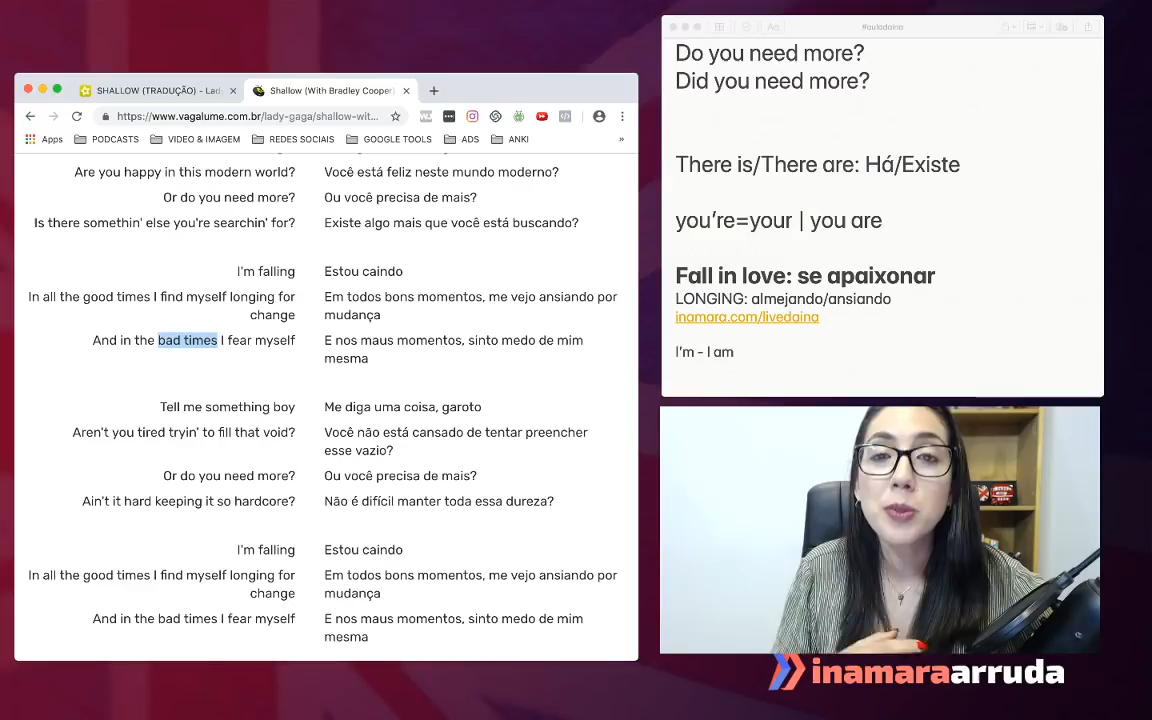 SHALLOW (TRADUÇÃO) - Lad
Shallow (With Bradley Cooper)
https://www.vagalume.com.br/lady-gaga/shallow-wit...
Apps PODCASTS VIDEO & IMAGEM REDES SOCIAIS GOOGLE TOOLS ADS ANKI »
Are you happy in this modern world? Você está feliz neste mundo moderno?
Or do you need more? Ou você precisa de mais?
Is there somethin' else you're searchin' for? Existe algo mais que você está buscando?
I'm falling Estou caindo
In all the good times I find myself longing for Em todos bons momentos, me vejo ansiando por
change mudança
And in the bad times I fear myself E nos maus momentos, sinto medo de mim
mesma
Tell me something boy Me diga uma coisa, garoto
Aren't you tired tryin' to fill that void? Você não está cansado de tentar preencher
esse vazio?
Or do you need more? Ou você precisa de mais?
Ain't it hard keeping it so hardcore? Não é difícil manter toda essa dureza?
I'm falling Estou caindo
In all the good times I find myself longing for Em todos bons momentos, me vejo ansiando por
change mudança
And in the bad times I fear myself E nos maus momentos, sinto medo de mim
mesma
#auladaina
Do you need more?
Did you need more?
There is/There are: Há/Existe
you're=your | you are
Fall in love: se apaixonar
LONGING: almejando/ansiando
inamara.com/livedaina
I'm - I am
inamaraarruda